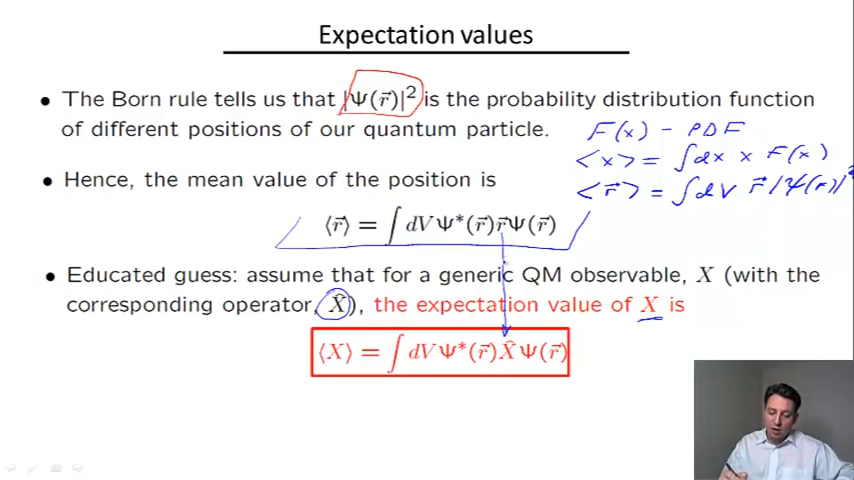 Expectation values
• The Born rule tells us that |Ψ(r⃗)|² is the probability distribution function
of different positions of our quantum particle.
F(x) – PDF
<x> = ∫dx x F(x)
• Hence, the mean value of the position is
<r⃗> = ∫dV r⃗ |Ψ(r)|²
⟨r⃗⟩ = ∫ dVΨ*(r⃗)r⃗Ψ(r⃗)
• Educated guess: assume that for a generic QM observable, X (with the
corresponding operator, X̂), the expectation value of X is
⟨X⟩ = ∫ dVΨ*(r⃗)X̂Ψ(r⃗)